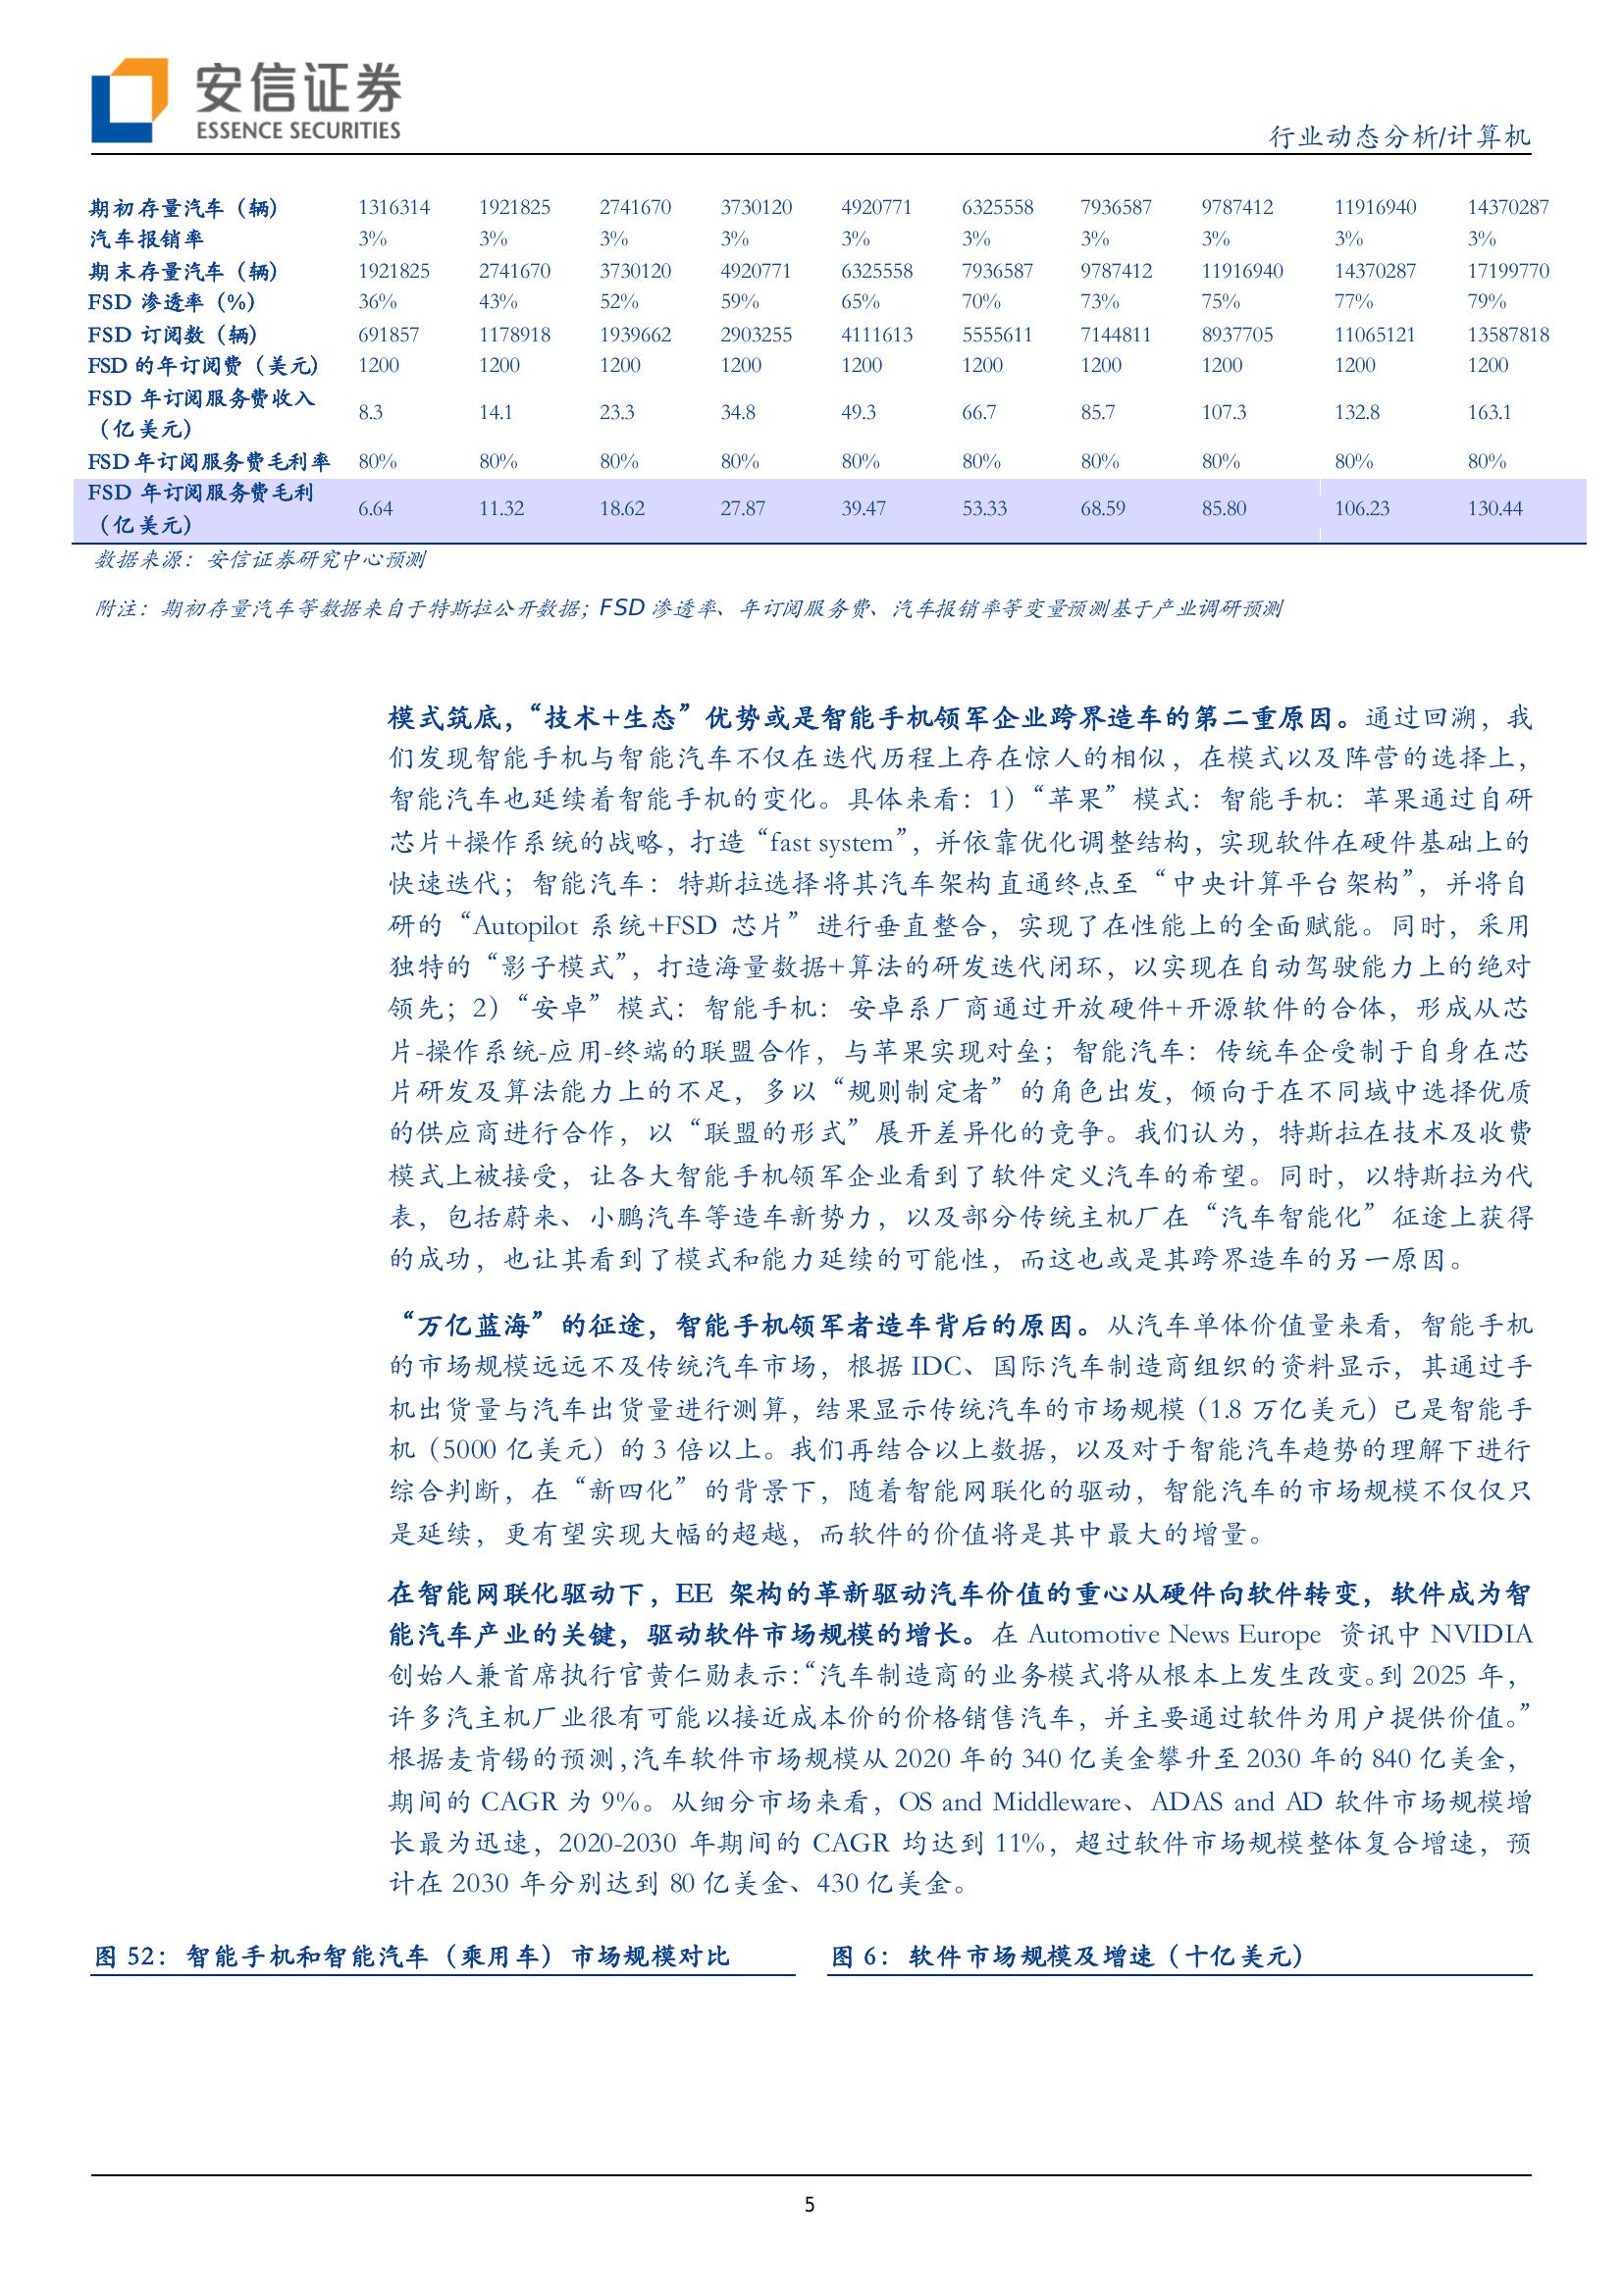 安信证券
ESSENCE SECURITIES
行业动态分析/计算机
期初存量汽车（辆） 1316314 1921825 2741670 3730120 4920771 6325558 7936587 9787412 11916940 14370287
汽车报销率 3% 3% 3% 3% 3% 3% 3% 3% 3% 3%
期末存量汽车（辆） 1921825 2741670 3730120 4920771 6325558 7936587 9787412 11916940 14370287 17199770
FSD 渗透率（%） 36% 43% 52% 59% 65% 70% 73% 75% 77% 79%
FSD 订阅数（辆） 691857 1178918 1939662 2903255 4111613 5555611 7144811 8937705 11065121 13587818
FSD 的年订阅费（美元） 1200 1200 1200 1200 1200 1200 1200 1200 1200 1200
FSD 年订阅服务费收入
（亿美元） 8.3 14.1 23.3 34.8 49.3 66.7 85.7 107.3 132.8 163.1
FSD 年订阅服务费毛利率 80% 80% 80% 80% 80% 80% 80% 80% 80% 80%
FSD 年订阅服务费毛利
（亿美元） 6.64 11.32 18.62 27.87 39.47 53.33 68.59 85.80 106.23 130.44
数据来源：安信证券研究中心预测
附注：期初存量汽车等数据来自于特斯拉公开数据；FSD 渗透率、年订阅服务费、汽车报销率等变量预测基于产业调研预测
模式筑底，“技术+生态”优势或是智能手机领军企业跨界造车的第二重原因。通过回溯，我
们发现智能手机与智能汽车不仅在迭代历程上存在惊人的相似，在模式以及阵营的选择上，
智能汽车也延续着智能手机的变化。具体来看：1）“苹果”模式：智能手机：苹果通过自研
芯片+操作系统的战略，打造“fast system”，并依靠优化调整结构，实现软件在硬件基础上的
快速迭代；智能汽车：特斯拉选择将其汽车架构直通终点至“中央计算平台架构”，并将自
研的“Autopilot 系统+FSD 芯片”进行垂直整合，实现了在性能上的全面赋能。同时，采用
独特的“影子模式”，打造海量数据+算法的研发迭代闭环，以实现在自动驾驶能力上的绝对
领先；2）“安卓”模式：智能手机：安卓系厂商通过开放硬件+开源软件的合体，形成从芯
片-操作系统-应用-终端的联盟合作，与苹果实现对垒；智能汽车：传统车企受制于自身在芯
片研发及算法能力上的不足，多以“规则制定者”的角色出发，倾向于在不同域中选择优质
的供应商进行合作，以“联盟的形式”展开差异化的竞争。我们认为，特斯拉在技术及收费
模式上被接受，让各大智能手机领军企业看到了软件定义汽车的希望。同时，以特斯拉为代
表，包括蔚来、小鹏汽车等造车新势力，以及部分传统主机厂在“汽车智能化”征途上获得
的成功，也让其看到了模式和能力延续的可能性，而这也或是其跨界造车的另一原因。
“万亿蓝海”的征途，智能手机领军者造车背后的原因。从汽车单体价值量来看，智能手机
的市场规模远远不及传统汽车市场，根据 IDC、国际汽车制造商组织的资料显示，其通过手
机出货量与汽车出货量进行测算，结果显示传统汽车的市场规模（1.8 万亿美元）已是智能手
机（5000 亿美元）的 3 倍以上。我们再结合以上数据，以及对于智能汽车趋势的理解下进行
综合判断，在“新四化”的背景下，随着智能网联化的驱动，智能汽车的市场规模不仅仅只
是延续，更有望实现大幅的超越，而软件的价值将是其中最大的增量。
在智能网联化驱动下，EE 架构的革新驱动汽车价值的重心从硬件向软件转变，软件成为智
能汽车产业的关键，驱动软件市场规模的增长。在 Automotive News Europe 资讯中 NVIDIA
创始人兼首席执行官黄仁勋表示：“汽车制造商的业务模式将从根本上发生改变。到 2025 年，
许多汽主机厂业很有可能以接近成本价的价格销售汽车，并主要通过软件为用户提供价值。”
根据麦肯锡的预测，汽车软件市场规模从 2020 年的 340 亿美金攀升至 2030 年的 840 亿美金，
期间的 CAGR 为 9%。从细分市场来看，OS and Middleware、ADAS and AD 软件市场规模增
长最为迅速，2020-2030 年期间的 CAGR 均达到 11%，超过软件市场规模整体复合增速，预
计在 2030 年分别达到 80 亿美金、430 亿美金。
图 52：智能手机和智能汽车（乘用车）市场规模对比
图 6：软件市场规模及增速（十亿美元）
5